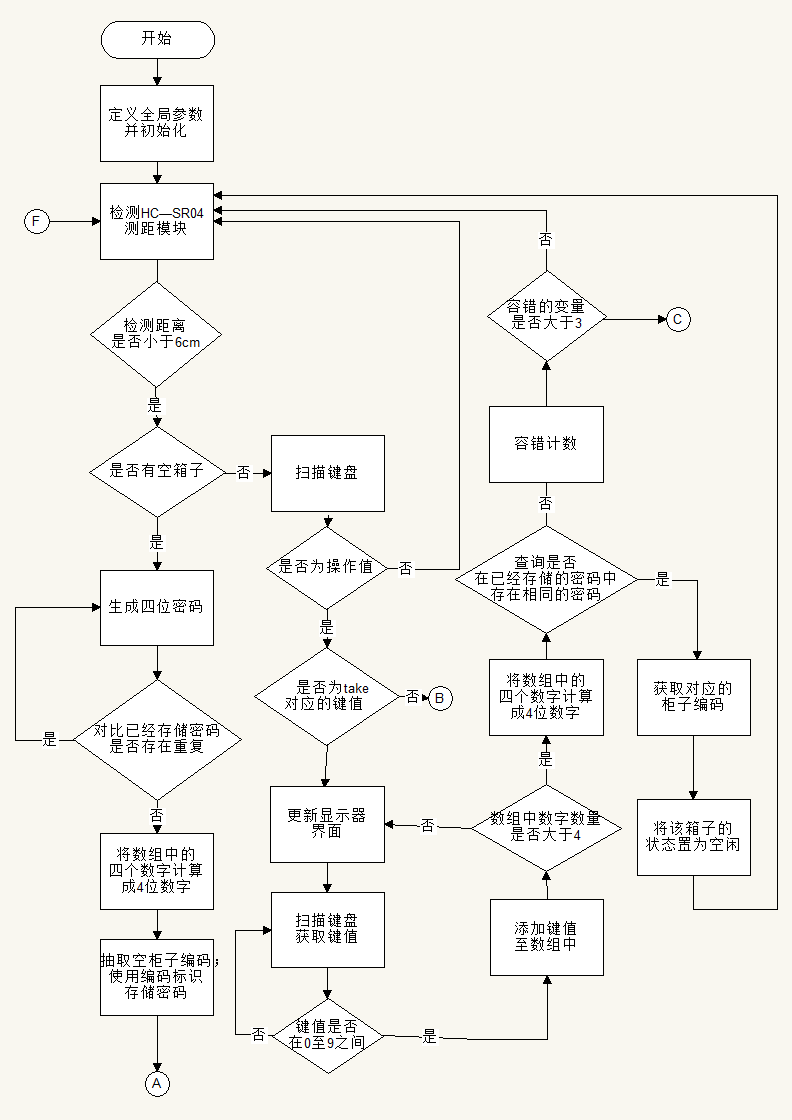 开始
定义全局参数
并初始化
F
检测HC—SR04
测距模块
检测距离
是否小于6cm
是
是否有空箱子
否
是
生成四位密码
对比已经存储密码
是否存在重复
是
否
将数组中的
四个数字计算
成4位数字
抽取空柜子编码;
使用编码标识
存储密码
A
扫描键盘
是否为操作值
否
是
是否为take
对应的键值
否
B
更新显示器
界面
扫描键盘
获取键值
键值是否
在0至9之间
否
是
添加键值
至数组中
数组中数字数量
是否大于4
否
是
将数组中的
四个数字计算
成4位数字
查询是否
在已经存储的密码中
存在相同的密码
否
是
容错计数
容错的变量
是否大于3
否
C
获取对应的
柜子编码
将该箱子的
状态置为空闲